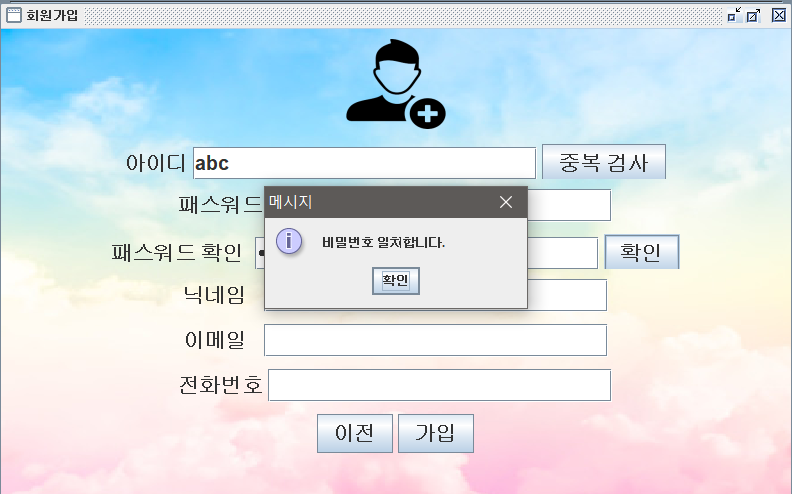 회원가입
아이디 abc 중복 검사
패스워드
메시지
비밀번호 일치합니다.
확인
패스워드 확인 확인
닉네임
이메일
전화번호
이전 가입